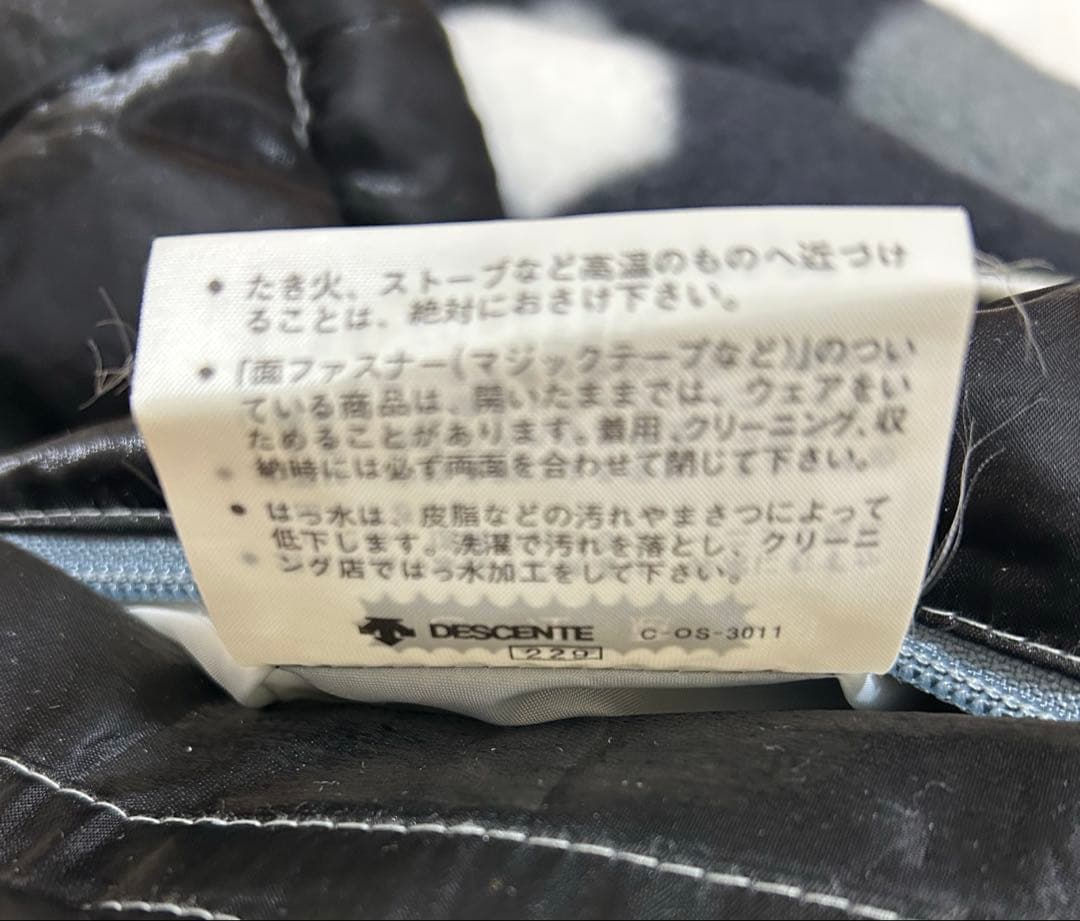 • たき火、ストーブなど高温のものへ近づけ
ることは、絶対におさけ下さい。
• 「面ファスナー(マジックテープなど)」のつい
ている商品は、開いたままでは、ウェアをい
ためることがあります。着用、クリーニング、収
納時には必ず両面を合わせて閉じて下さい。
• はっ水は、皮脂などの汚れやまさつによって
低下します。洗濯で汚れを落とし、クリーニ
ング店ではっ水加工をして下さい。
DESCENTE C-OS-3011
229